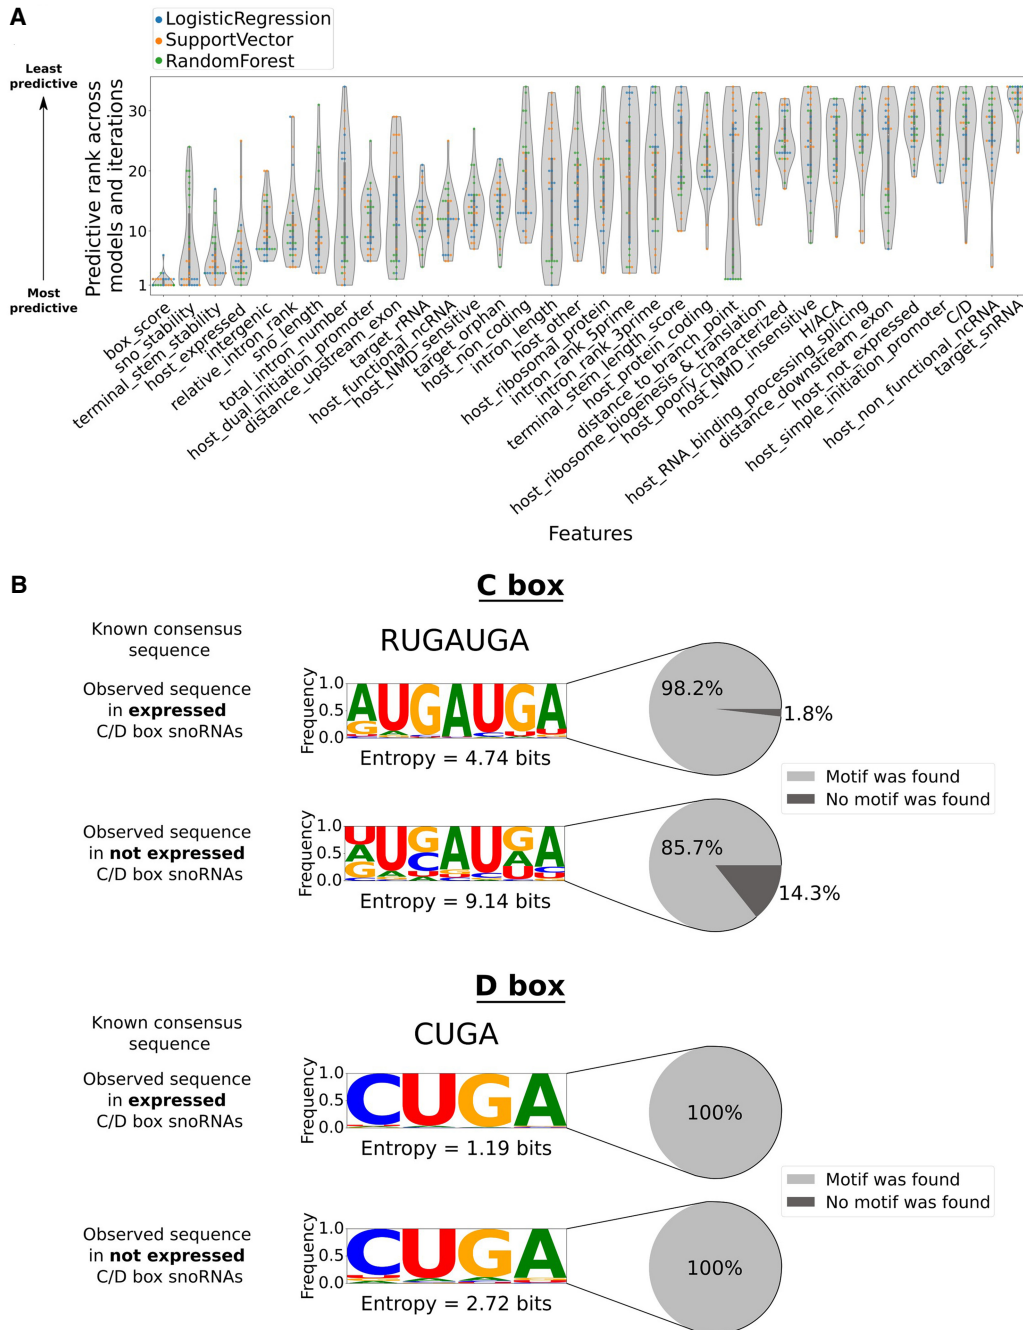 A
LogisticRegression
SupportVector
RandomForest
Least
predictive
Most
predictive
Predictive rank across
models and iterations
30
20
10
1
box_score
sno_stability
terminal_stem_stability
host_expressed
intergenic
relative_intron_rank
sno_length
total_intron_number
host_dual_initiation_promoter
distance_upstream_exon
target_rRNA
host_functional_ncRNA
host_NMD_sensitive
target_orphan
host_non_coding
intron_length
host_other
host_ribosomal_protein
intron_rank_5prime
intron_rank_3prime
terminal_stem_length_score
host_protein_coding
distance_to_branch_point
host_ribosome_biogenesis_&_translation
host_poorly_characterized
host_NMD_insensitive
H/ACA
host_RNA_binding_processing_splicing
distance_downstream_exon
host_not_expressed
host_simple_initiation_promoter
C/D
host_non_functional_ncRNA
target_snRNA
Features
B
C box
Known consensus
sequence
RUGAUGA
Observed sequence
in expressed
C/D box snoRNAs
Frequency
1.0
0.5
0.0
AUGAUGA
Entropy = 4.74 bits
98.2%
1.8%
Motif was found
No motif was found
Observed sequence
in not expressed
C/D box snoRNAs
Frequency
1.0
0.5
0.0
UUGAUGA
Entropy = 9.14 bits
85.7%
14.3%
D box
Known consensus
sequence
CUGA
Observed sequence
in expressed
C/D box snoRNAs
Frequency
1.0
0.5
0.0
CUGA
Entropy = 1.19 bits
100%
Motif was found
No motif was found
Observed sequence
in not expressed
C/D box snoRNAs
Frequency
1.0
0.5
0.0
CUGA
Entropy = 2.72 bits
100%